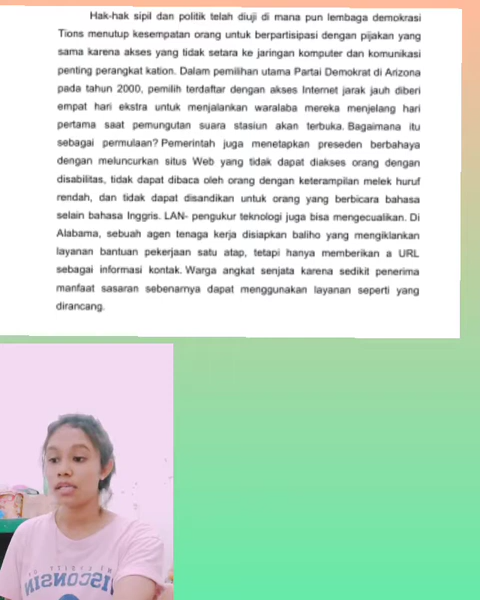 Hak-hak sipil dan politik telah diuji di mana pun lembaga demokrasi
Tions menutup kesempatan orang untuk berpartisipasi dengan pijakan yang
sama karena akses yang tidak setara ke jaringan komputer dan komunikasi
penting perangkat kation. Dalam pemilihan utama Partai Demokrat di Arizona
pada tahun 2000, pemilih terdaftar dengan akses Internet jarak jauh diberi
empat hari ekstra untuk menjalankan waralaba mereka menjelang hari
pertama saat pemungutan suara stasiun akan terbuka. Bagaimana itu
sebagai permulaan? Pemerintah juga menetapkan preseden berbahaya
dengan meluncurkan situs Web yang tidak dapat diakses orang dengan
disabilitas, tidak dapat dibaca oleh orang dengan keterampilan melek huruf
rendah, dan tidak dapat disandikan untuk orang yang berbicara bahasa
selain bahasa Inggris. LAN- pengukur teknologi juga bisa mengecualikan. Di
Alabama, sebuah agen tenaga kerja disiapkan baliho yang mengiklankan
layanan bantuan pekerjaan satu atap, tetapi hanya memberikan a URL
sebagai informasi kontak. Warga angkat senjata karena sedikit penerima
manfaat sasaran sebenarnya dapat menggunakan layanan seperti yang
dirancang.
WISCONSIN